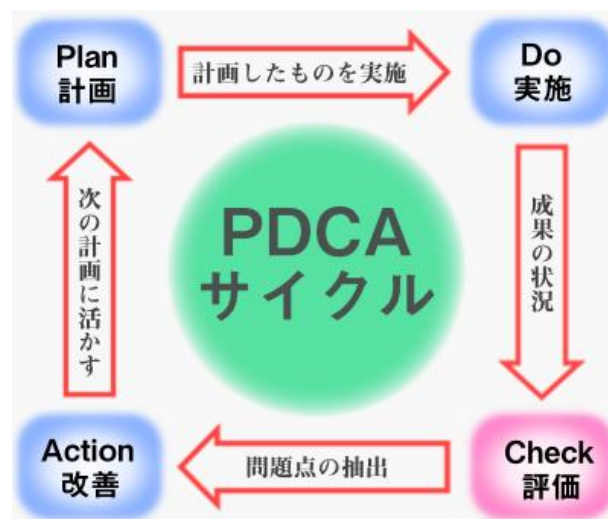 Plan
計画
計画したものを実施
Do
実施
成果の状況
PDCA
サイクル
次の計画に活かす
Action
改善
問題点の抽出
Check
評価